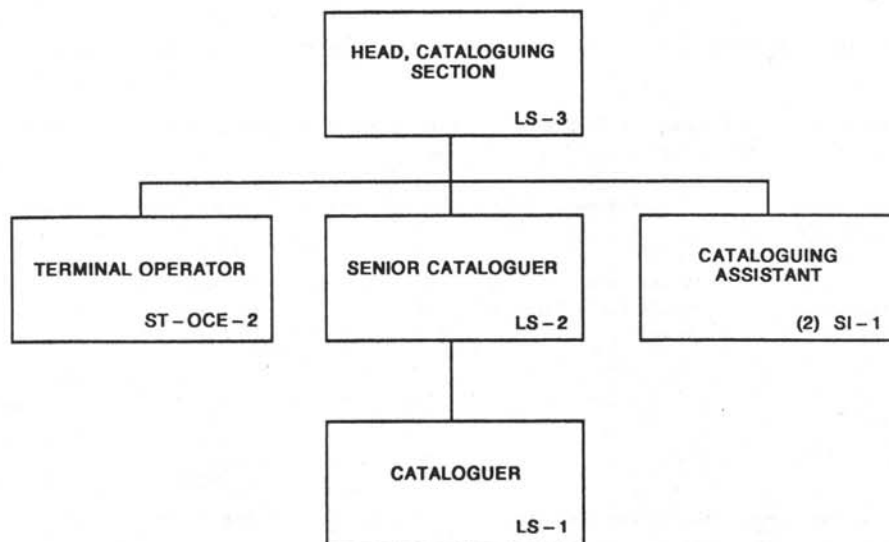 HEAD, CATALOGUING
SECTION
LS – 3
TERMINAL OPERATOR
ST – OCE – 2
SENIOR CATALOGUER
LS – 2
CATALOGUING
ASSISTANT
(2) SI – 1
CATALOGUER
LS – 1